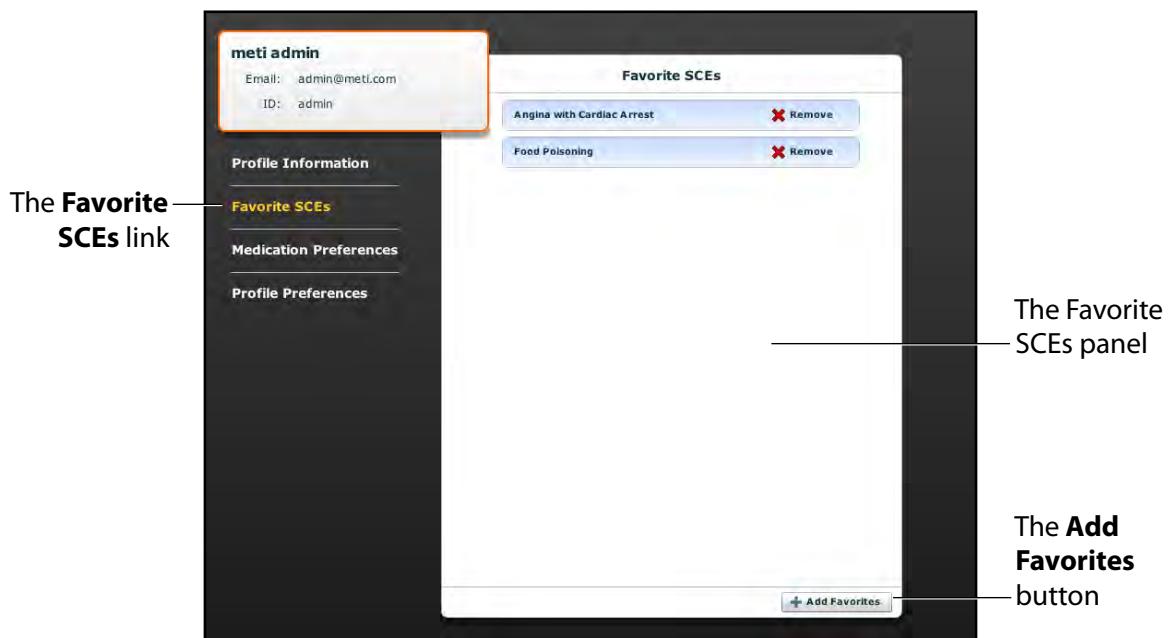 meti admin
Email: admin@meti.com
ID: admin
Profile Information
Favorite SCEs
Medication Preferences
Profile Preferences
Favorite SCEs
Angina with Cardiac Arrest Remove
Food Poisoning Remove
Add Favorites
The Favorite
SCEs link
The Favorite
SCEs panel
The Add
Favorites
button